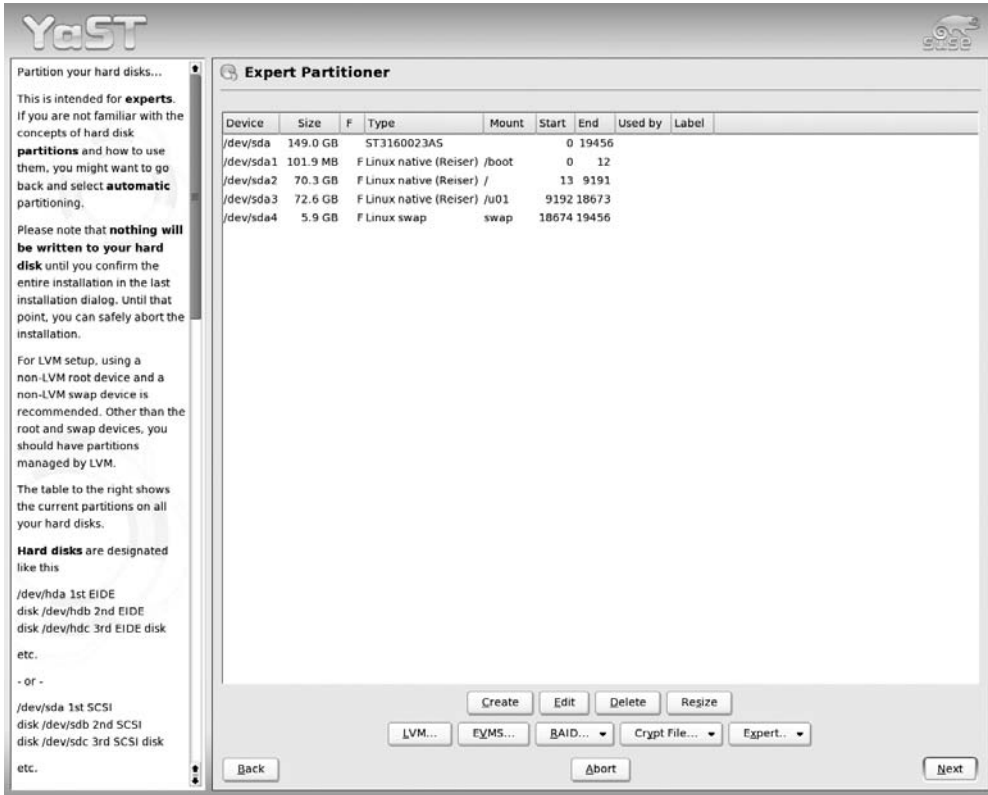 YaST
SUSE
Partition your hard disks...
This is intended for experts.
If you are not familiar with the
concepts of hard disk
partitions and how to use
them, you might want to go
back and select automatic
partitioning.
Please note that nothing will
be written to your hard
disk until you confirm the
entire installation in the last
installation dialog. Until that
point, you can safely abort the
installation.
For LVM setup, using a
non-LVM root device and a
non-LVM swap device is
recommended. Other than the
root and swap devices, you
should have partitions
managed by LVM.
The table to the right shows
the current partitions on all
your hard disks.
Hard disks are designated
like this
/dev/hda 1st EIDE
disk /dev/hdb 2nd EIDE
disk /dev/hdc 3rd EIDE disk
etc.
- or -
/dev/sda 1st SCSI
disk /dev/sdb 2nd SCSI
disk /dev/sdc 3rd SCSI disk
etc.
Expert Partitioner
Device Size F Type Mount Start End Used by Label
/dev/sda 149.0 GB ST3160023AS 0 19456
/dev/sda1 101.9 MB F Linux native (Reiser) /boot 0 12
/dev/sda2 70.3 GB F Linux native (Reiser) / 13 9191
/dev/sda3 72.6 GB F Linux native (Reiser) /u01 9192 18673
/dev/sda4 5.9 GB F Linux swap swap 18674 19456
Create Edit Delete Resize
LVM... EVMS... RAID... Crypt File... Expert..
Back Abort Next